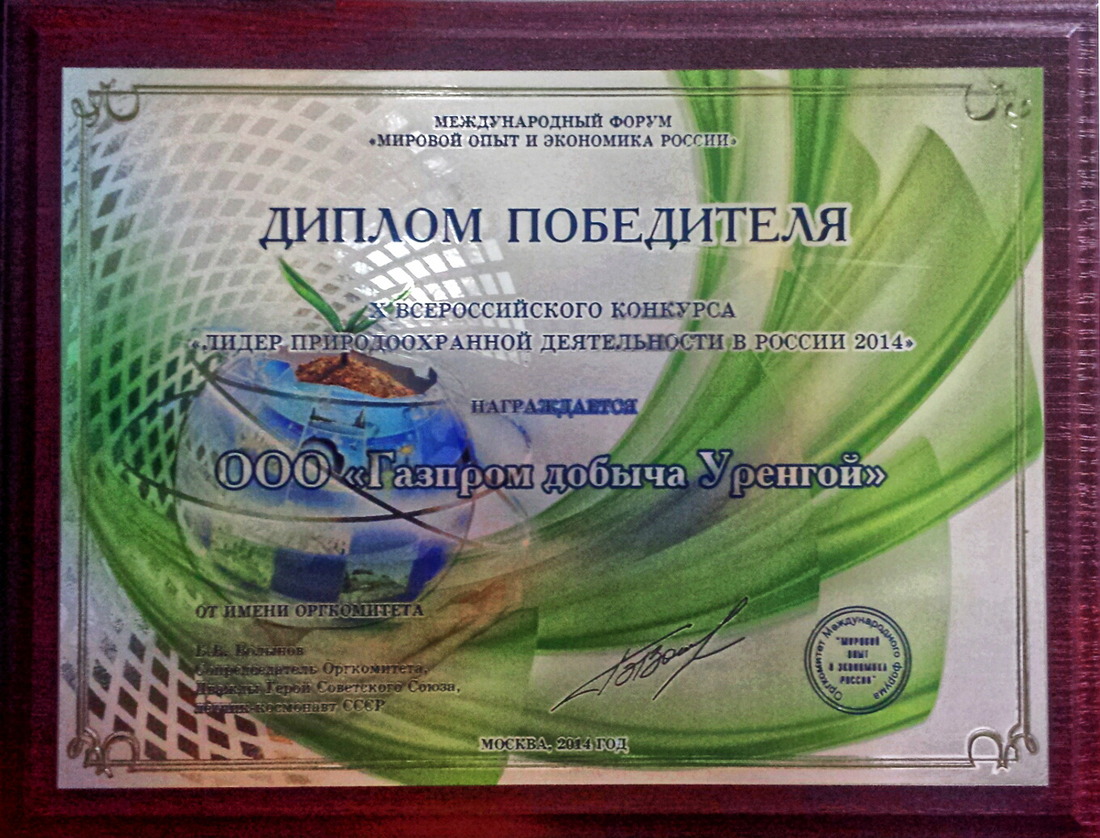 МЕЖДУНАРОДНЫЙ ФОРУМ
«МИРОВОЙ ОПЫТ И ЭКОНОМИКА РОССИИ»
ДИПЛОМ ПОБЕДИТЕЛЯ
X ВСЕРОССИЙСКОГО КОНКУРСА
«ЛИДЕР ПРИРОДООХРАННОЙ ДЕЯТЕЛЬНОСТИ В РОССИИ 2014»
НАГРАЖДАЕТСЯ
ООО «Газпром добыча Уренгой»
ОТ ИМЕНИ ОРГКОМИТЕТА
Б.В. Волынов
Сопредседатель Оргкомитета,
Дважды Герой Советского Союза,
летчик-космонавт СССР
Оргкомитет Международного форума
"МИРОВОЙ
ОПЫТ
И ЭКОНОМИКА
РОССИИ"
МОСКВА, 2014 ГОД